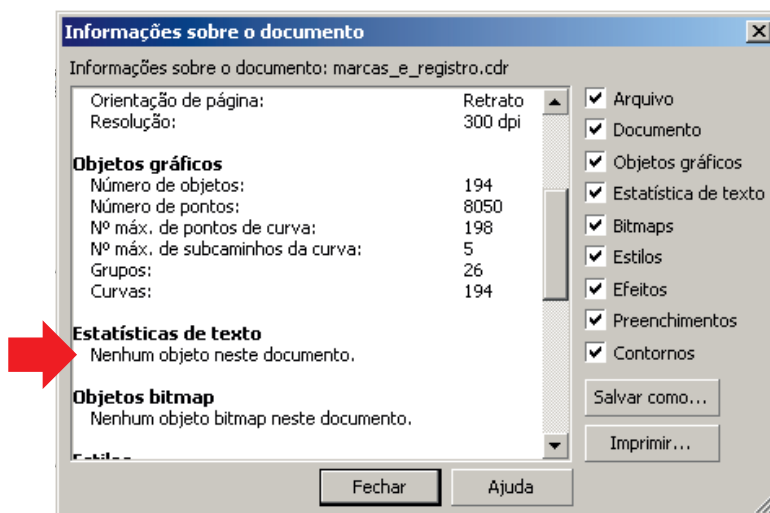 Informações sobre o documento
Informações sobre o documento: marcas_e_registro.cdr
Orientação de página: Retrato
Resolução: 300 dpi
Objetos gráficos
Número de objetos: 194
Número de pontos: 8050
Nº máx. de pontos de curva: 198
Nº máx. de subcaminhos da curva: 5
Grupos: 26
Curvas: 194
Estatísticas de texto
Nenhum objeto neste documento.
Objetos bitmap
Nenhum objeto bitmap neste documento.
Estilos
Arquivo
Documento
Objetos gráficos
Estatística de texto
Bitmaps
Estilos
Efeitos
Preenchimentos
Contornos
Salvar como...
Imprimir...
Fechar
Ajuda